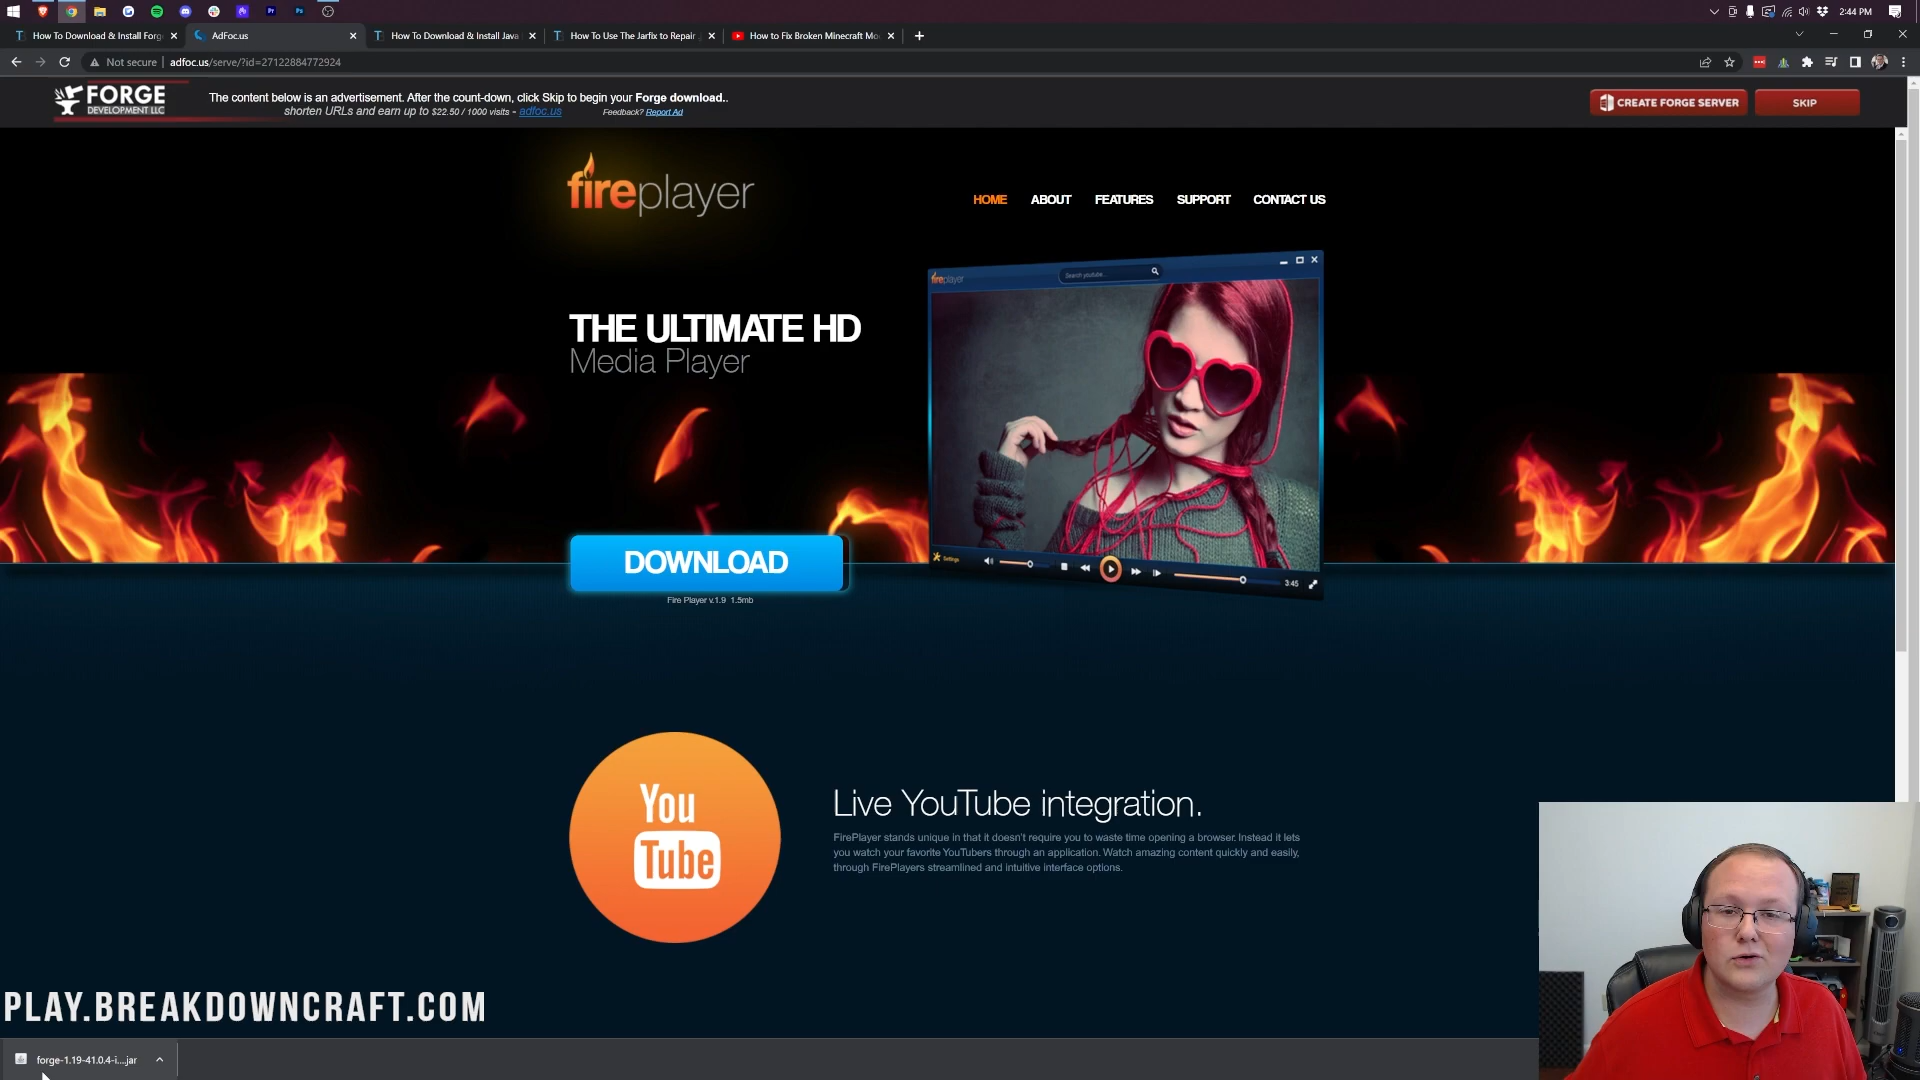 2:44 PM
How To Download & Install Forg
AdFoc.us
How To Download & Install Java
How To Use The Jarfix to Repair
How to Fix Broken Minecraft Mo
Not secure
adfoc.us/serve/?id=27122884772924
FORGE
DEVELOPMENT LLC
The content below is an advertisement. After the count-down, click Skip to begin your Forge download..
shorten URLs and earn up to $22.50 / 1000 visits - adfoc.us
Feedback? Report Ad
CREATE FORGE SERVER
SKIP
fireplayer
HOME ABOUT FEATURES SUPPORT CONTACT US
fireplayer
Search youtube...
THE ULTIMATE HD
Media Player
Settings
3:45
DOWNLOAD
Fire Player v.1.9 1.5mb
You
Tube
Live YouTube integration.
FirePlayer stands unique in that it doesn't require you to waste time opening a browser. Instead it lets
you watch your favorite YouTubers through an application. Watch amazing content quickly and easily,
through FirePlayers streamlined and intuitive interface options.
PLAY.BREAKDOWNCRAFT.COM
forge-1.19-41.0.4-i....jar